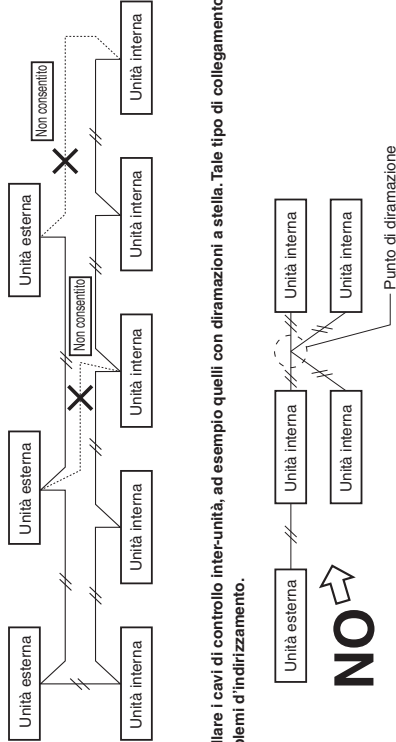 Unità esterna
Unità esterna
Unità esterna
Non consentito
Non consentito
Unità interna
Unità interna
Unità interna
Unità interna
Unità interna
llare i cavi di controllo inter-unità, ad esempio quelli con diramazioni a stella. Tale tipo di collegamento
blemi d'indirizzamento.
Unità esterna
Unità interna
Unità interna
Unità interna
Unità interna
NO
Punto di diramazione